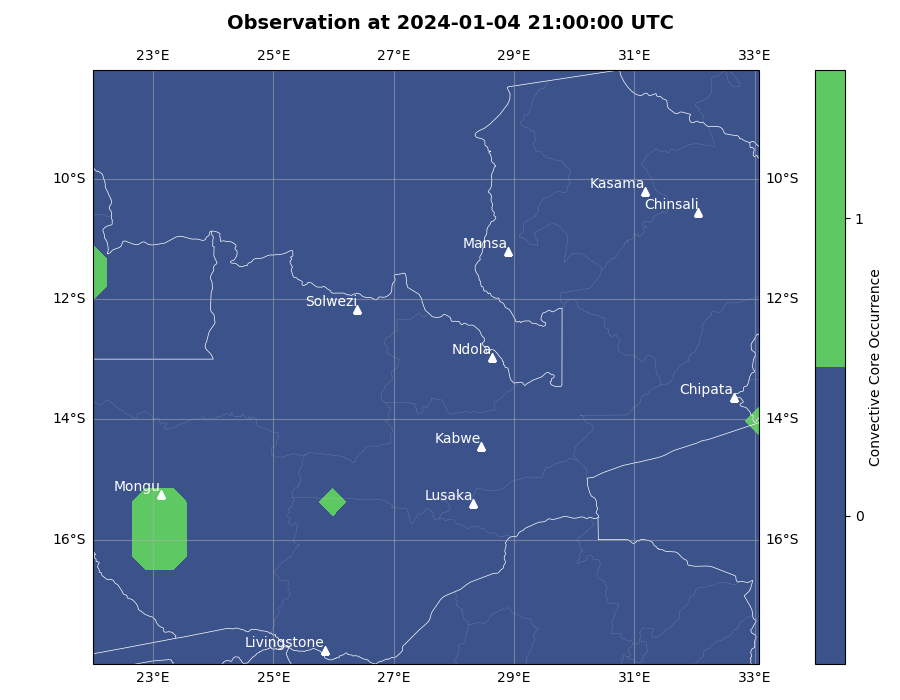 Observation at 2024-01-04 21:00:00 UTC
23°E 25°E 27°E 29°E 31°E 33°E
10°S 10°S
12°S 12°S
14°S 14°S
16°S 16°S
Kasama
Chinsali
Mansa
Solwezi
Ndola
Chipata
Kabwe
Mongu
Lusaka
Livingstone
23°E 25°E 27°E 29°E 31°E 33°E
1
0
Convective Core Occurrence